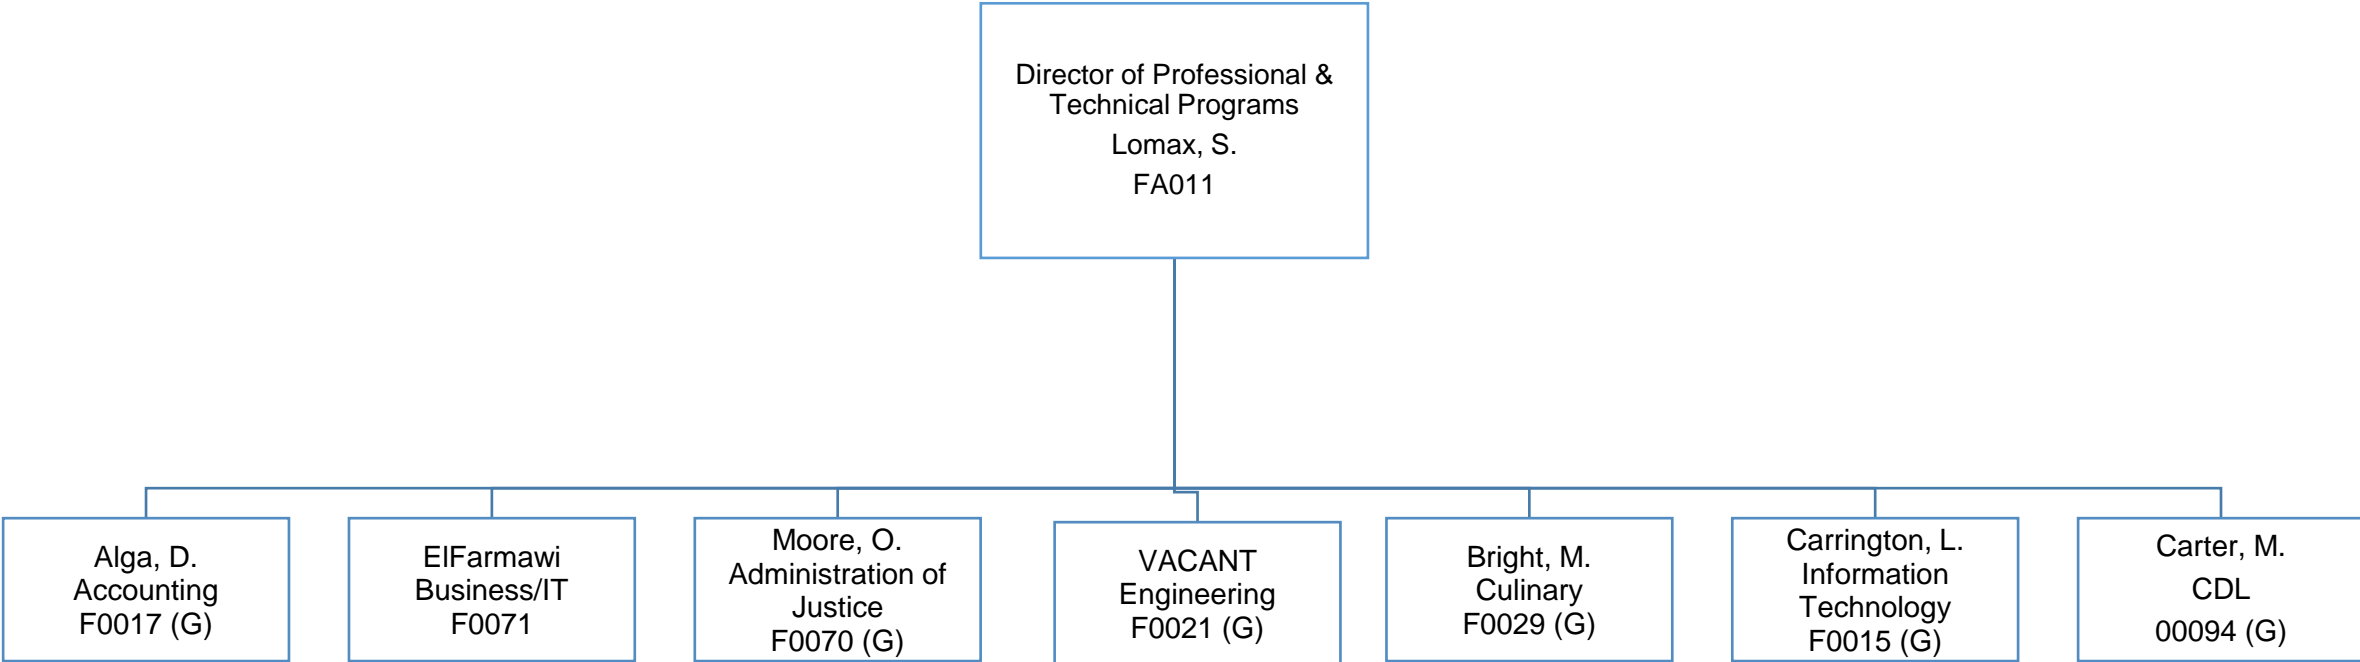 Director of Professional &
Technical Programs
Lomax, S.
FA011
Alga, D.
Accounting
F0017 (G)
ElFarmawi
Business/IT
F0071
Moore, O.
Administration of
Justice
F0070 (G)
VACANT
Engineering
F0021 (G)
Bright, M.
Culinary
F0029 (G)
Carrington, L.
Information
Technology
F0015 (G)
Carter, M.
CDL
00094 (G)